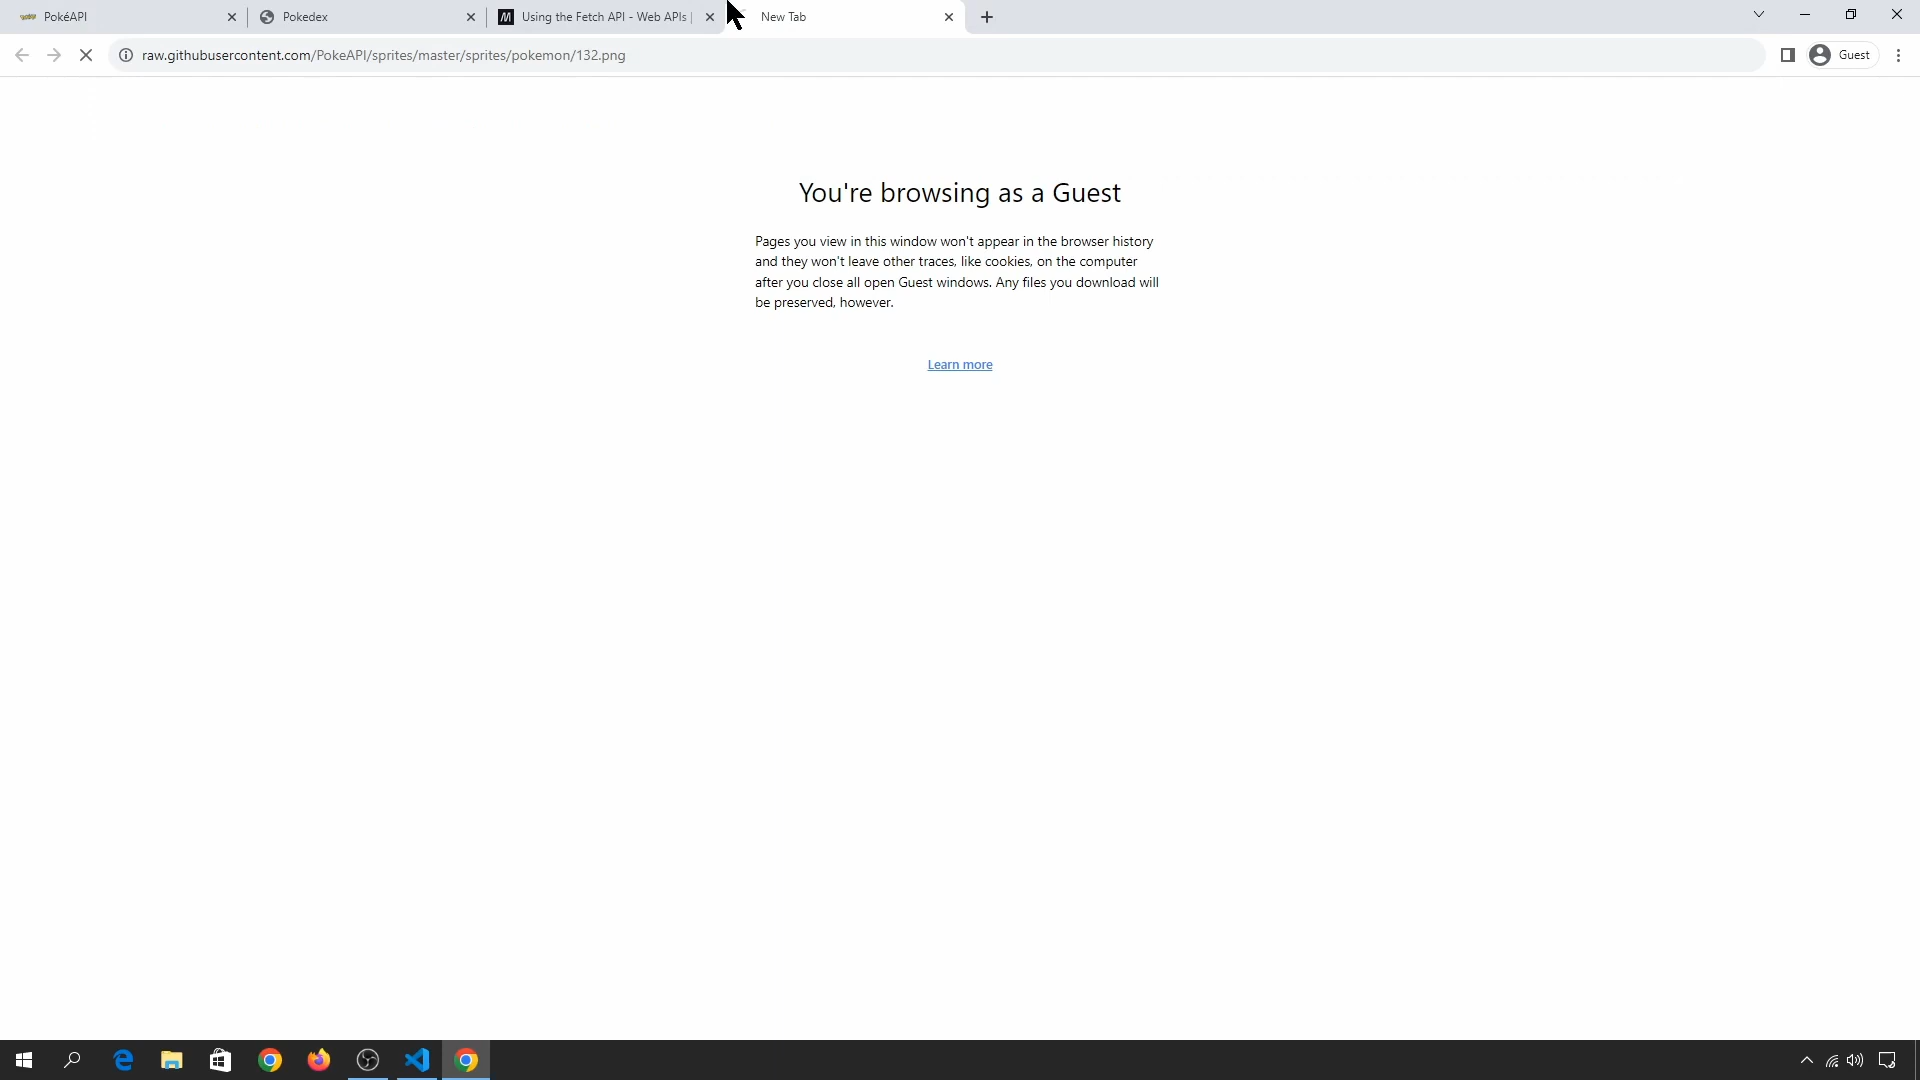 PokéAPI
Pokedex
Using the Fetch API - Web APIs |
New Tab
raw.githubusercontent.com/PokeAPI/sprites/master/sprites/pokemon/132.png
Guest
You're browsing as a Guest
Pages you view in this window won't appear in the browser history
and they won't leave other traces, like cookies, on the computer
after you close all open Guest windows. Any files you download will
be preserved, however.
Learn more